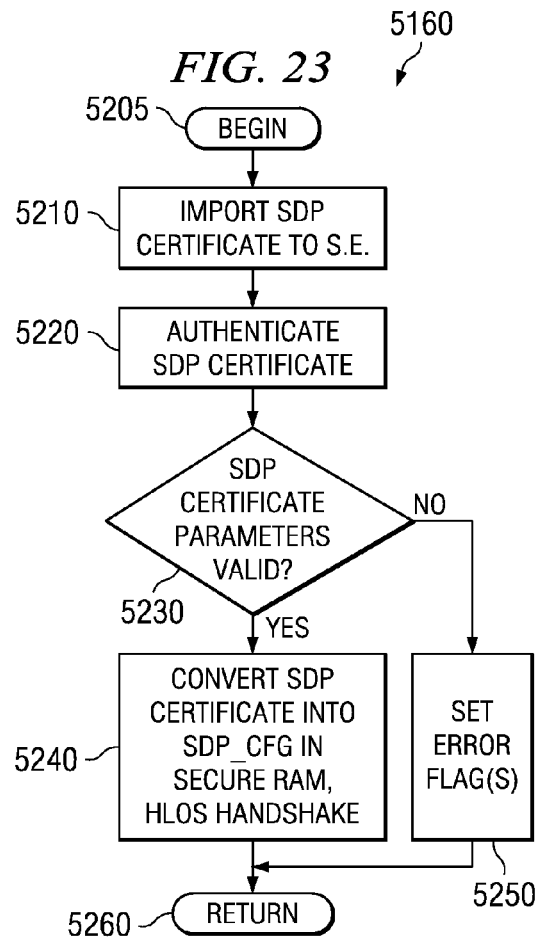 5160
FIG. 23
5205
BEGIN
5210
IMPORT SDP
CERTIFICATE TO S.E.
5220
AUTHENTICATE
SDP CERTIFICATE
SDP
CERTIFICATE
PARAMETERS
VALID?
NO
5230
YES
5240
CONVERT SDP
CERTIFICATE INTO
SDP_CFG IN
SECURE RAM,
HLOS HANDSHAKE
SET
ERROR
FLAG(S)
5250
5260
RETURN